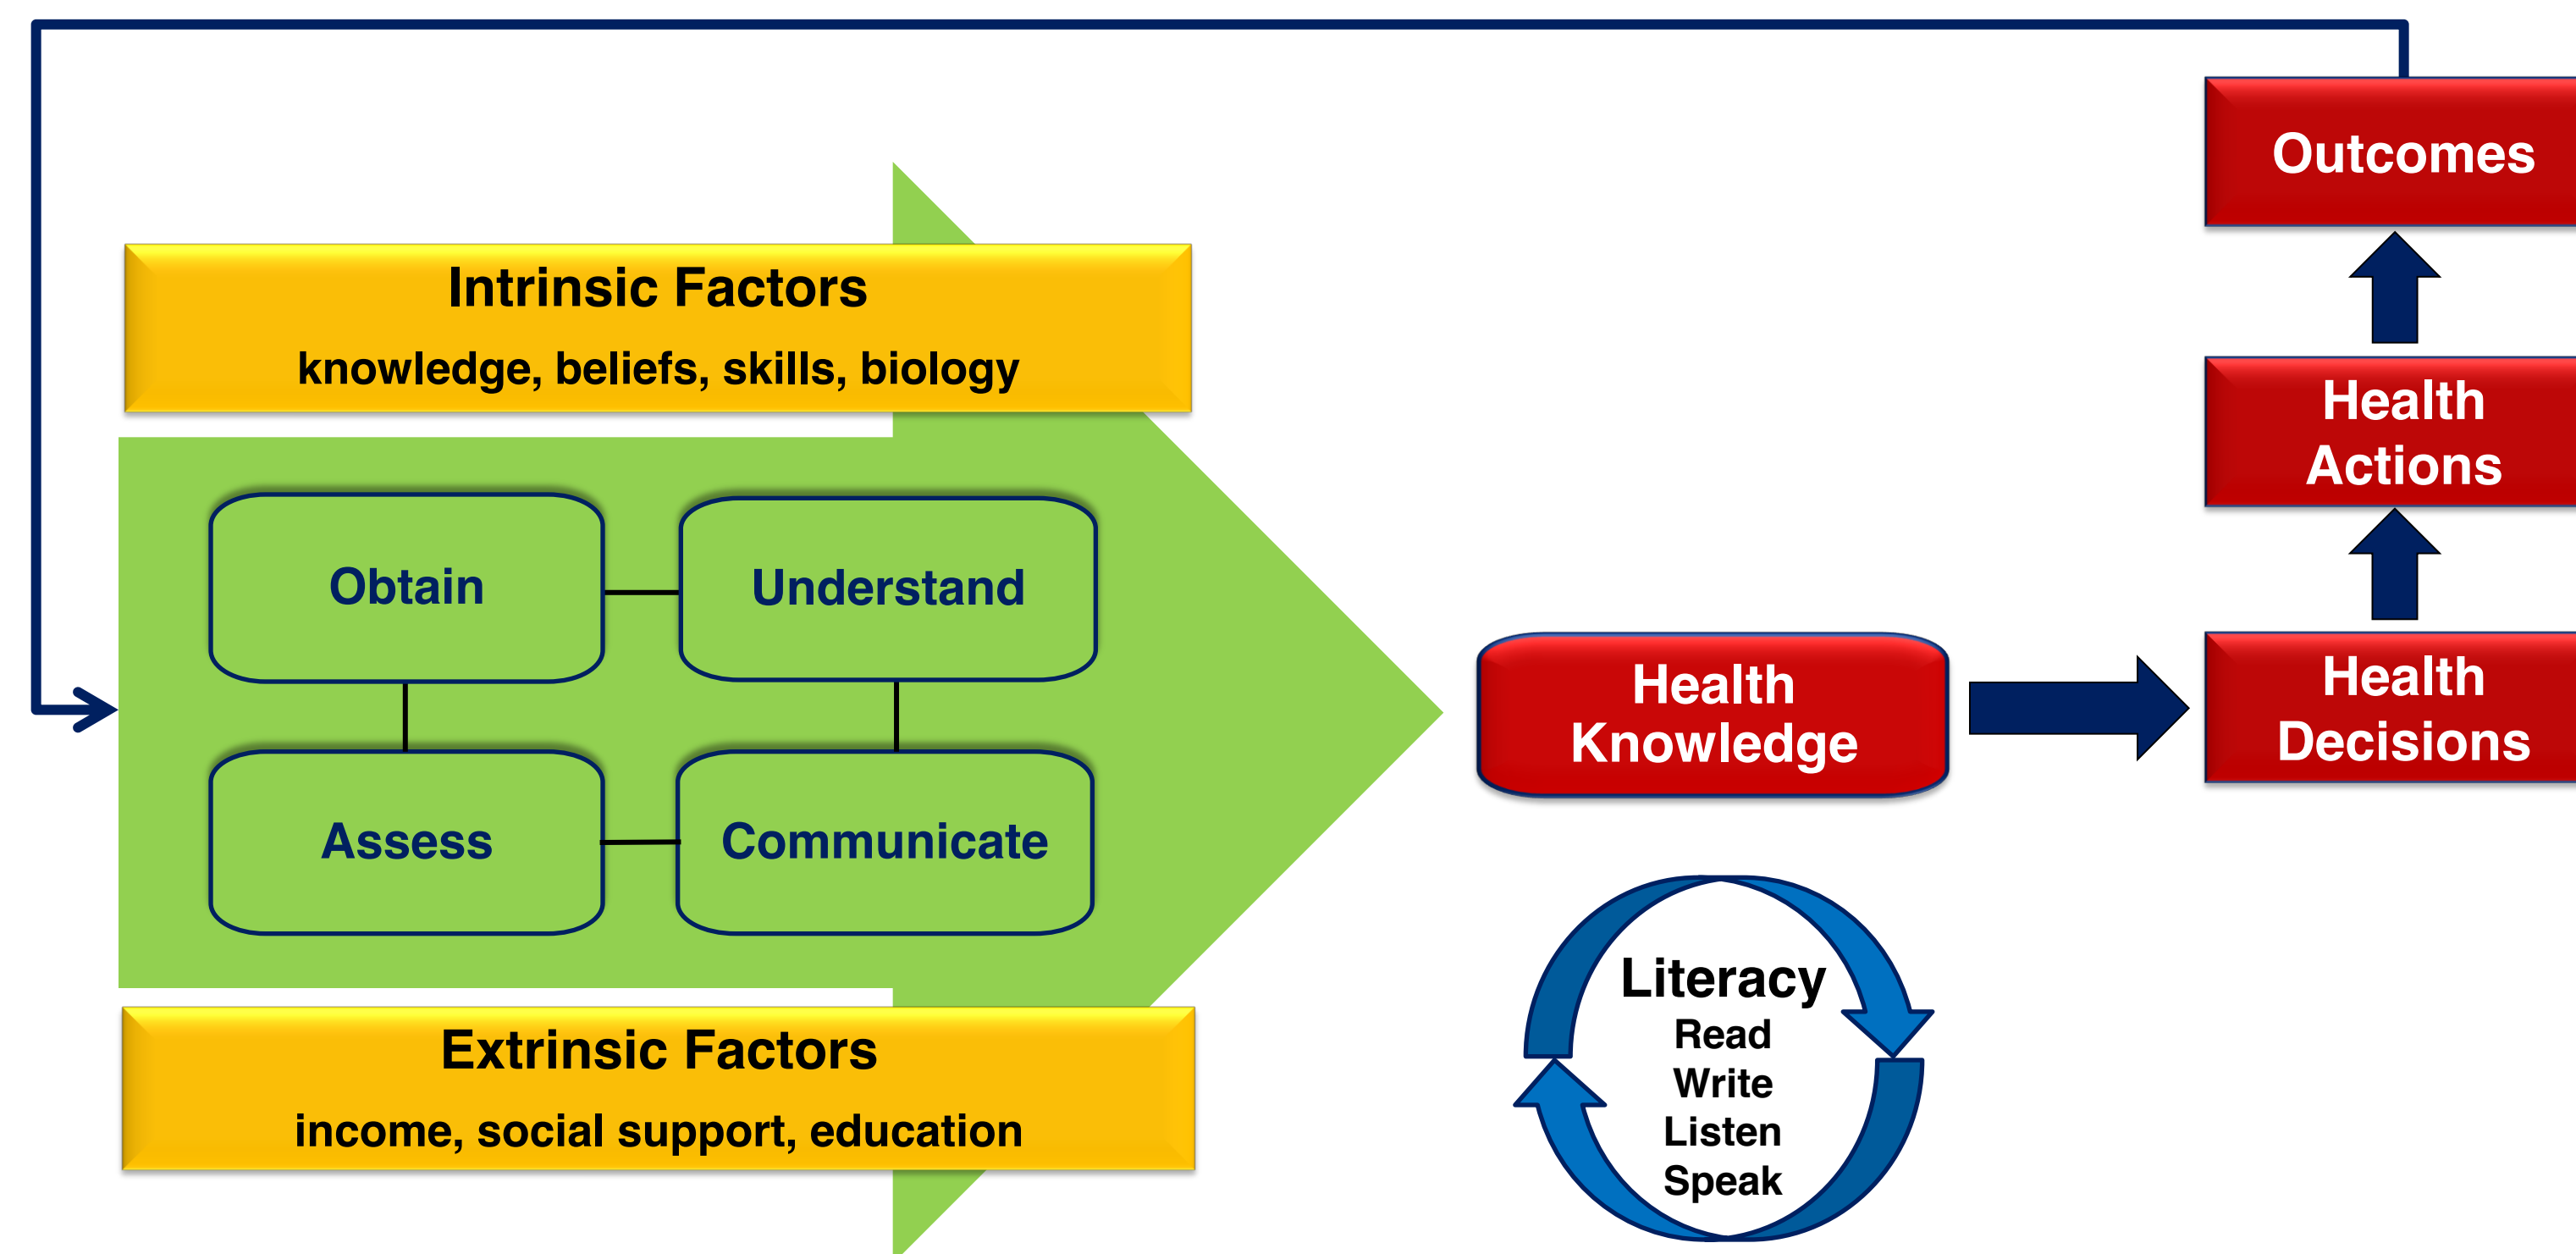 Outcomes
Intrinsic Factors
knowledge, beliefs, skills, biology
Health
Actions
Obtain
Understand
Health
Knowledge
Health
Decisions
Assess
Communicate
Literacy
Read
Write
Listen
Speak
Extrinsic Factors
income, social support, education